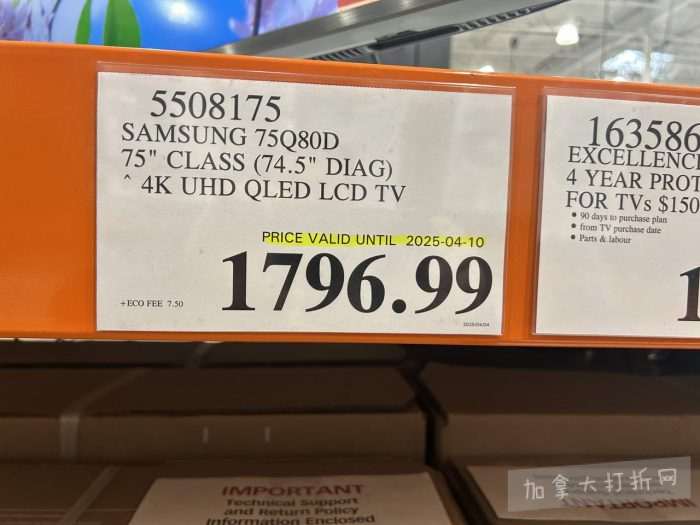 5508175
SAMSUNG 75Q80D
75" CLASS (74.5" DIAG)
^ 4K UHD QLED LCD TV
PRICE VALID UNTIL 2025-04-10
1796.99
+ECO FEE 7.50
163586
EXCELLENC
4 YEAR PROT
FOR TVs $150
• 90 days to purchase plan
• from TV purchase date
• Parts & labour
1
IMPORTANT
Technical Support
and Return Policy
Information Enclosed
IMPORTANT
加拿大打折网